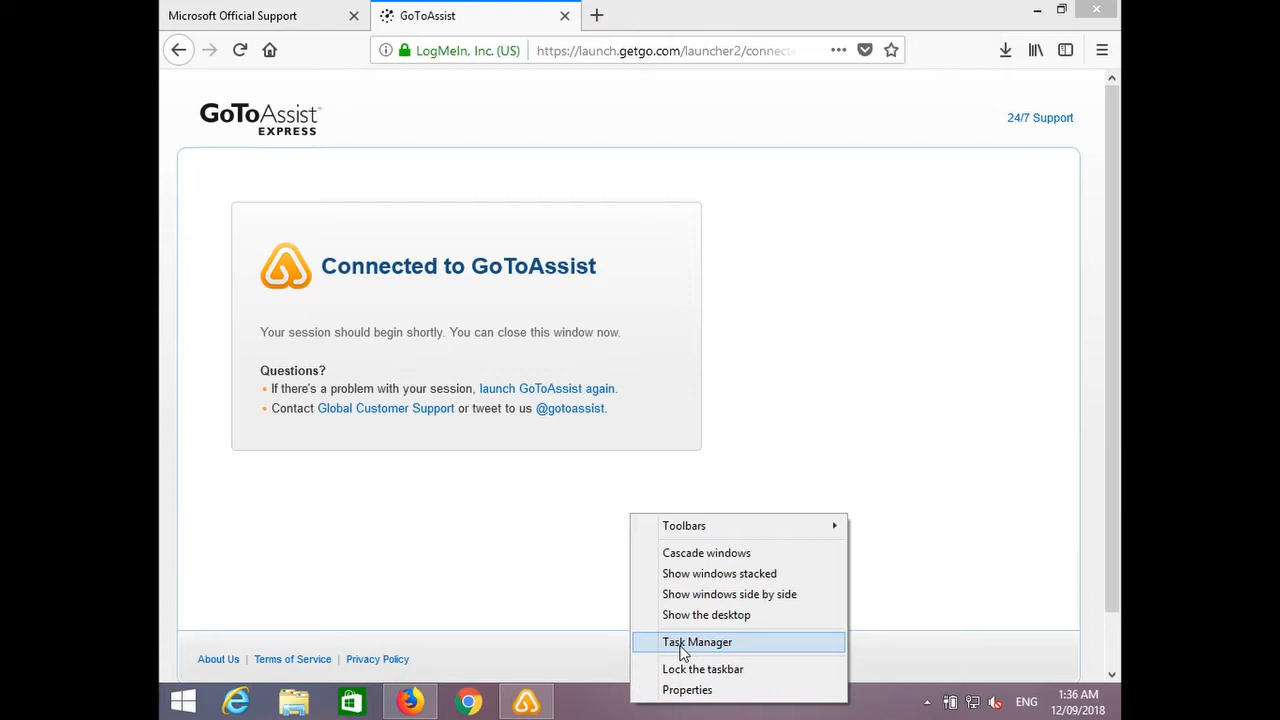 Microsoft Official Support
GoToAssist
LogMeIn, Inc. (US)
https://launch.getgo.com/launcher2/connecte
GoToAssist®
EXPRESS
24/7 Support
Connected to GoToAssist
Your session should begin shortly. You can close this window now.
Questions?
• If there's a problem with your session, launch GoToAssist again.
• Contact Global Customer Support or tweet to us @gotoassist.
Toolbars
Cascade windows
Show windows stacked
Show windows side by side
Show the desktop
Task Manager
Lock the taskbar
Properties
About Us | Terms of Service | Privacy Policy
ENG
1:36 AM
12/09/2018